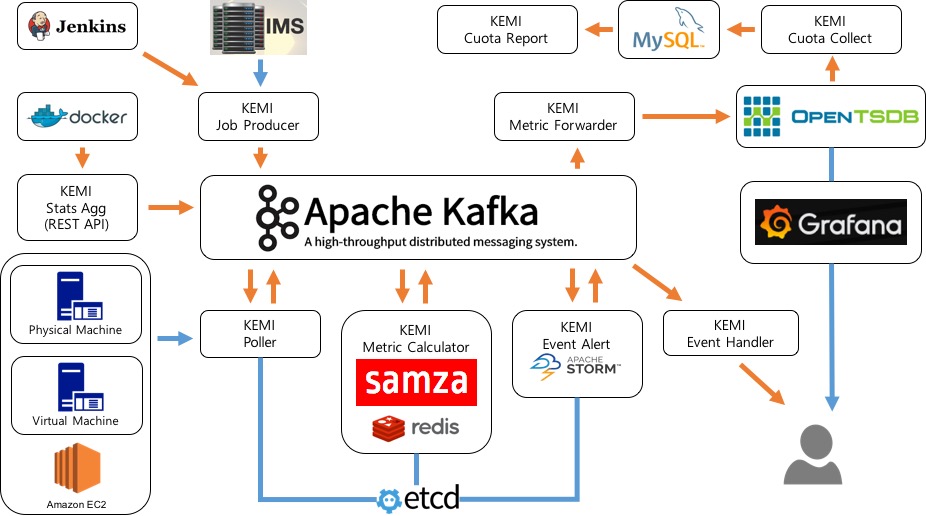 Jenkins
IMS
KEMI
Cuota Report
MySQL™
KEMI
Cuota Collect
docker
KEMI
Job Producer
KEMI
Metric Forwarder
OPENTSDB
KEMI
Stats Agg
(REST API)
Apache Kafka
A high-throughput distributed messaging system.
Grafana
Physical Machine
KEMI
Poller
KEMI
Metric Calculator
samza
redis
KEMI
Event Alert
APACHE
STORM™
KEMI
Event Handler
Virtual Machine
Amazon EC2
etcd